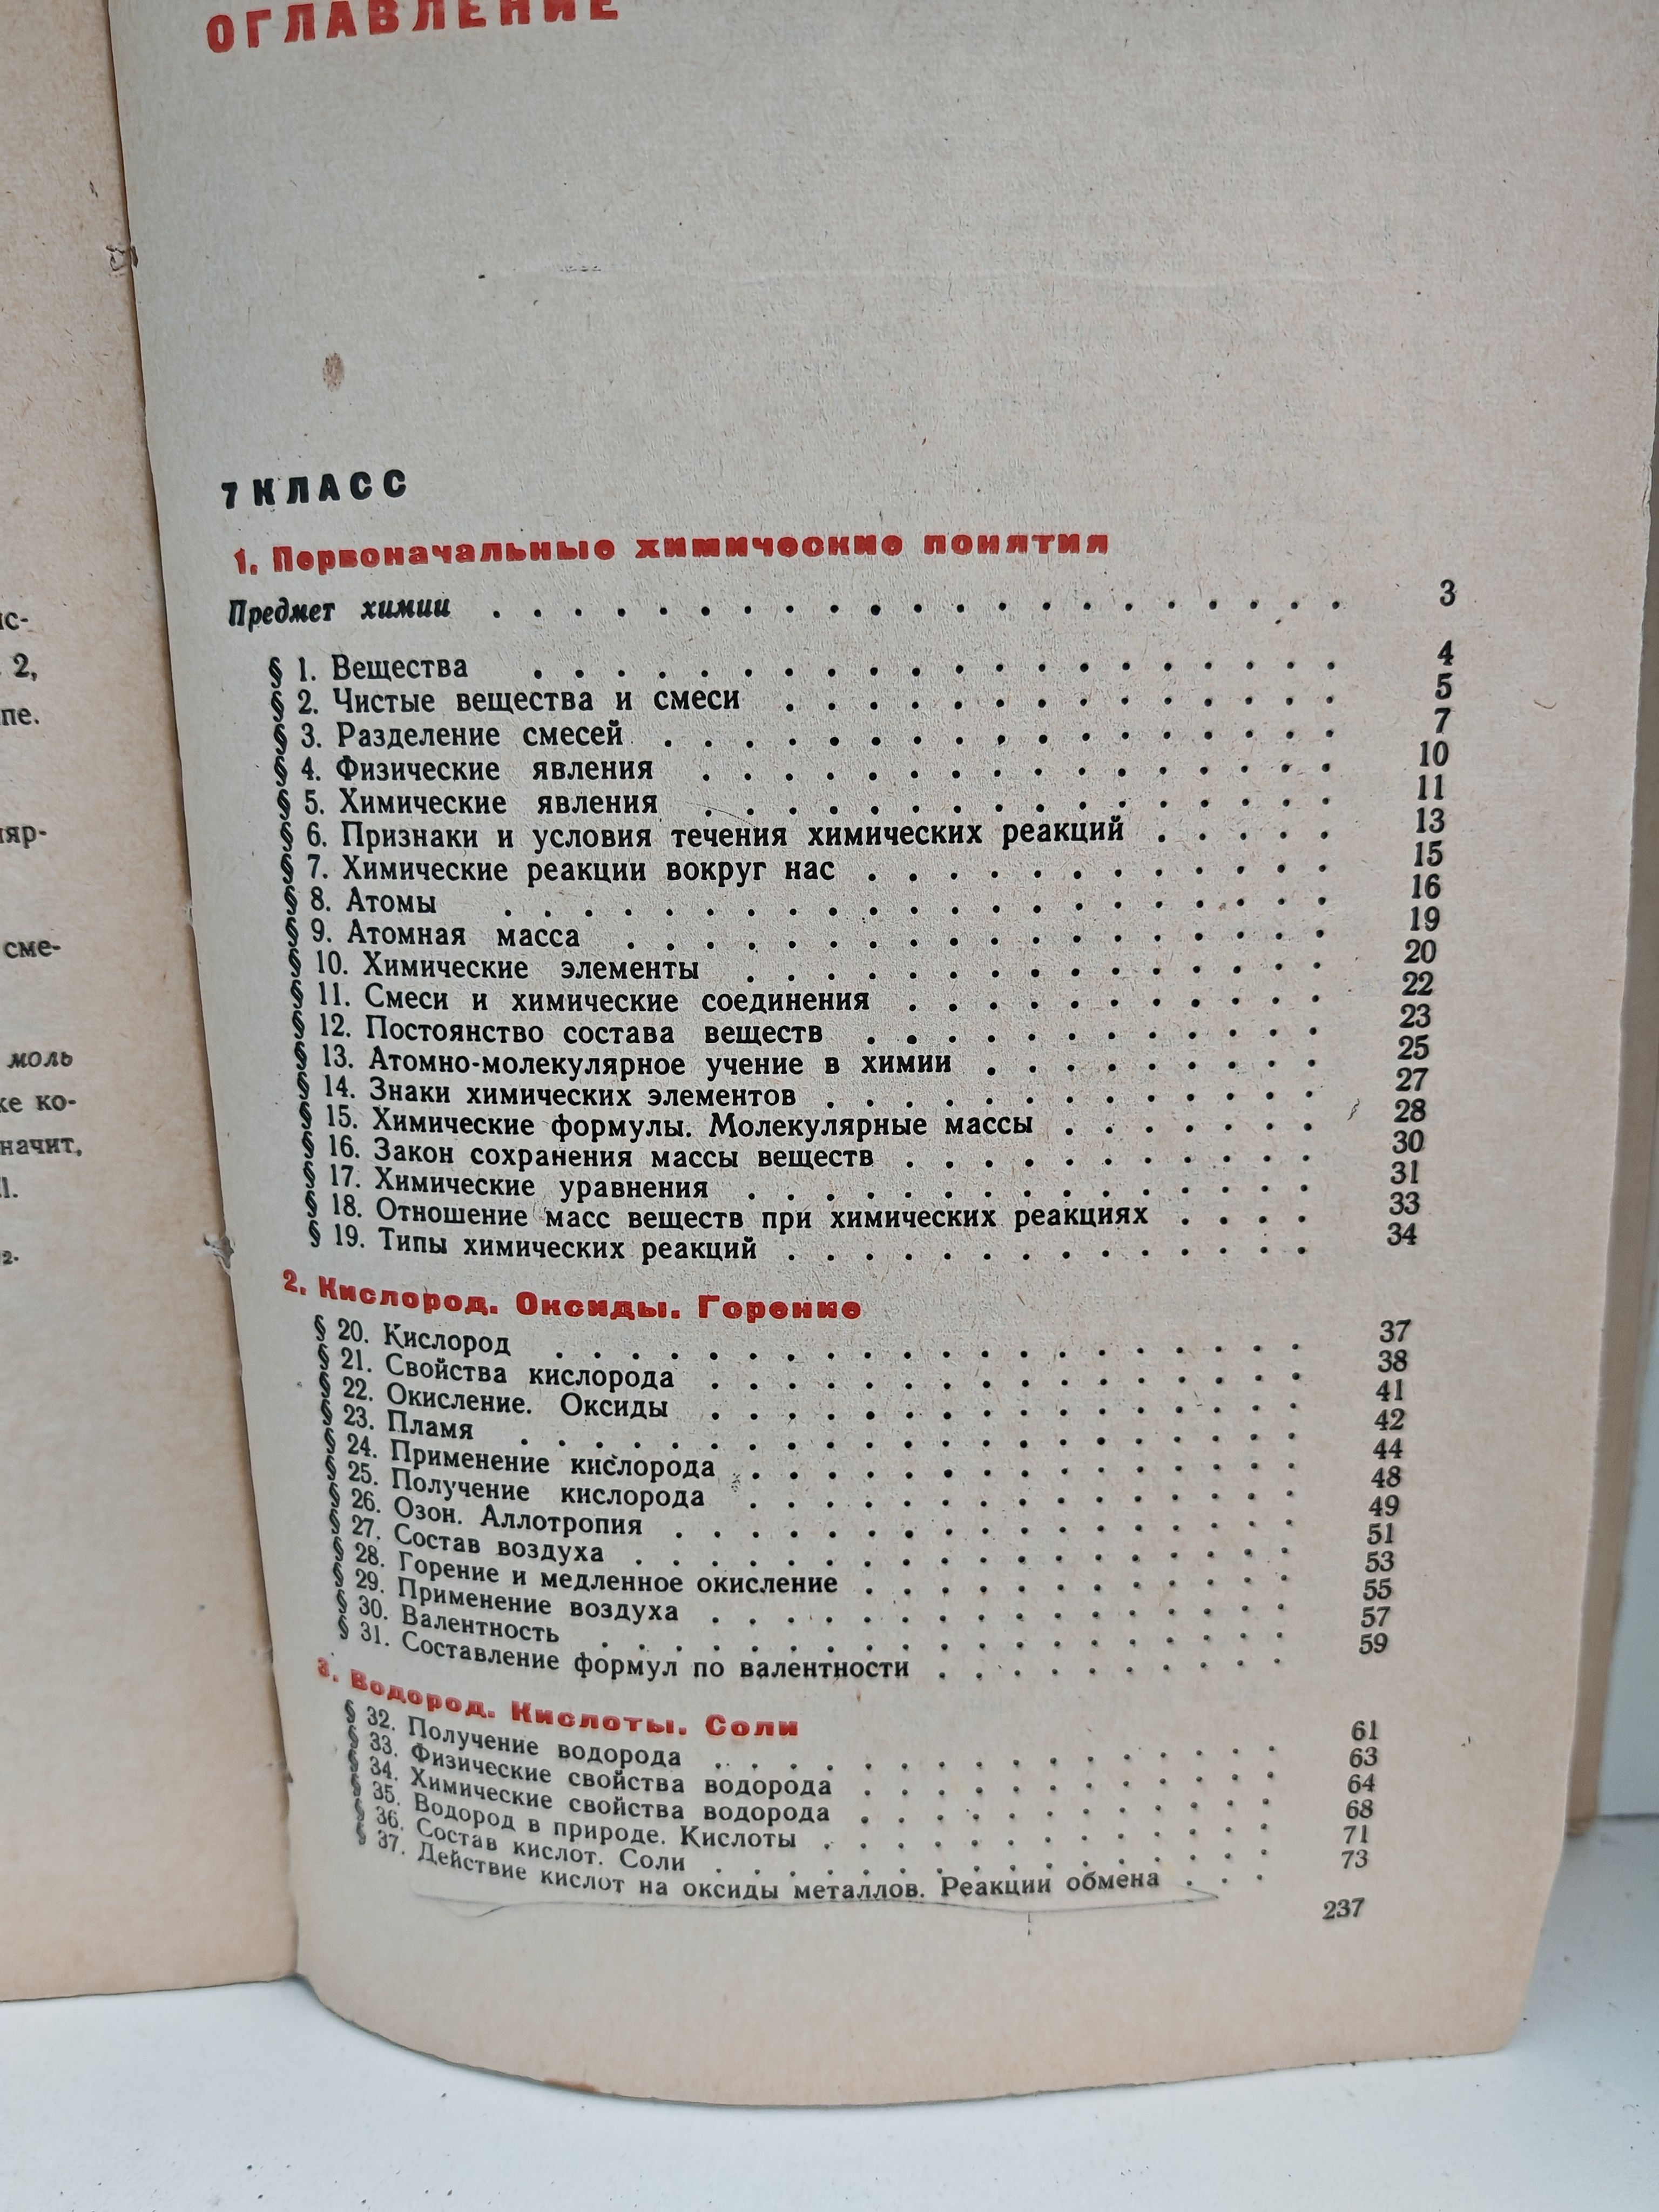 ОГЛАВЛЕНИЕ
7 КЛАСС
1. Первоначальные химические понятия
Предмет химии . . . . . . . . . . . . . . . . . . . . 3
§ 1. Вещества . . . . . . . . . . . . . . . . . . . 4
§ 2. Чистые вещества и смеси . . . . . . . . . . . . . 5
§ 3. Разделение смесей . . . . . . . . . . . . . . . . 7
§ 4. Физические явления . . . . . . . . . . . . . . . 10
§ 5. Химические явления . . . . . . . . . . . . . . . 11
§ 6. Признаки и условия течения химических реакций . . . . . 13
§ 7. Химические реакции вокруг нас . . . . . . . . . . . 15
§ 8. Атомы . . . . . . . . . . . . . . . . . . . . 16
§ 9. Атомная масса . . . . . . . . . . . . . . . . . 19
§ 10. Химические элементы . . . . . . . . . . . . . . 20
§ 11. Смеси и химические соединения . . . . . . . . . . 22
§ 12. Постоянство состава веществ . . . . . . . . . . . 23
§ 13. Атомно-молекулярное учение в химии . . . . . . . . 25
§ 14. Знаки химических элементов . . . . . . . . . . . . 27
§ 15. Химические формулы. Молекулярные массы . . . . . . . 28
§ 16. Закон сохранения массы веществ . . . . . . . . . . 30
§ 17. Химические уравнения . . . . . . . . . . . . . . 31
§ 18. Отношение масс веществ при химических реакциях . . . . 33
§ 19. Типы химических реакций . . . . . . . . . . . . . 34
2. Кислород. Оксиды. Горение
§ 20. Кислород . . . . . . . . . . . . . . . . . . . 37
§ 21. Свойства кислорода . . . . . . . . . . . . . . . 38
§ 22. Окисление. Оксиды . . . . . . . . . . . . . . . 41
§ 23. Пламя . . . . . . . . . . . . . . . . . . . . 42
§ 24. Применение кислорода . . . . . . . . . . . . . . 44
§ 25. Получение кислорода . . . . . . . . . . . . . . 48
§ 26. Озон. Аллотропия . . . . . . . . . . . . . . . . 49
§ 27. Состав воздуха . . . . . . . . . . . . . . . . . 51
§ 28. Горение и медленное окисление . . . . . . . . . . . 53
§ 29. Применение воздуха . . . . . . . . . . . . . . . 55
§ 30. Валентность . . . . . . . . . . . . . . . . . . 57
§ 31. Составление формул по валентности . . . . . . . . . 59
3. Водород. Кислоты. Соли
§ 32. Получение водорода . . . . . . . . . . . . . . . 61
§ 33. Физические свойства водорода . . . . . . . . . . . 63
§ 34. Химические свойства водорода . . . . . . . . . . . 64
§ 35. Водород в природе. Кислоты . . . . . . . . . . . . 68
§ 36. Состав кислот. Соли . . . . . . . . . . . . . . . 71
§ 37. Действие кислот на оксиды металлов. Реакции обмена . . . 73
237
2,
пе.
ляр-
сме-
моль
ко-
начит,